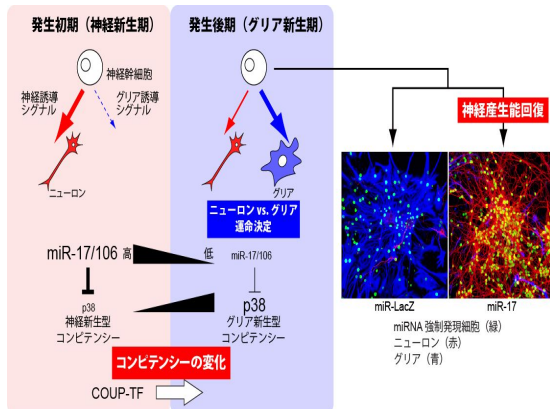 発生初期（神経新生期）
発生後期（グリア新生期）
神経幹細胞
神経誘導
シグナル
グリア誘導
シグナル
ニューロン
グリア
神経産生能回復
ニューロン vs. グリア
運命決定
miR-17/106 高
低 miR-17/106
p38
神経新生型
コンピテンシー
p38
グリア新生型
コンピテンシー
コンピテンシーの変化
COUP-TF
miR-LacZ
miR-17
miRNA 強制発現細胞（緑）
ニューロン（赤）
グリア（青）